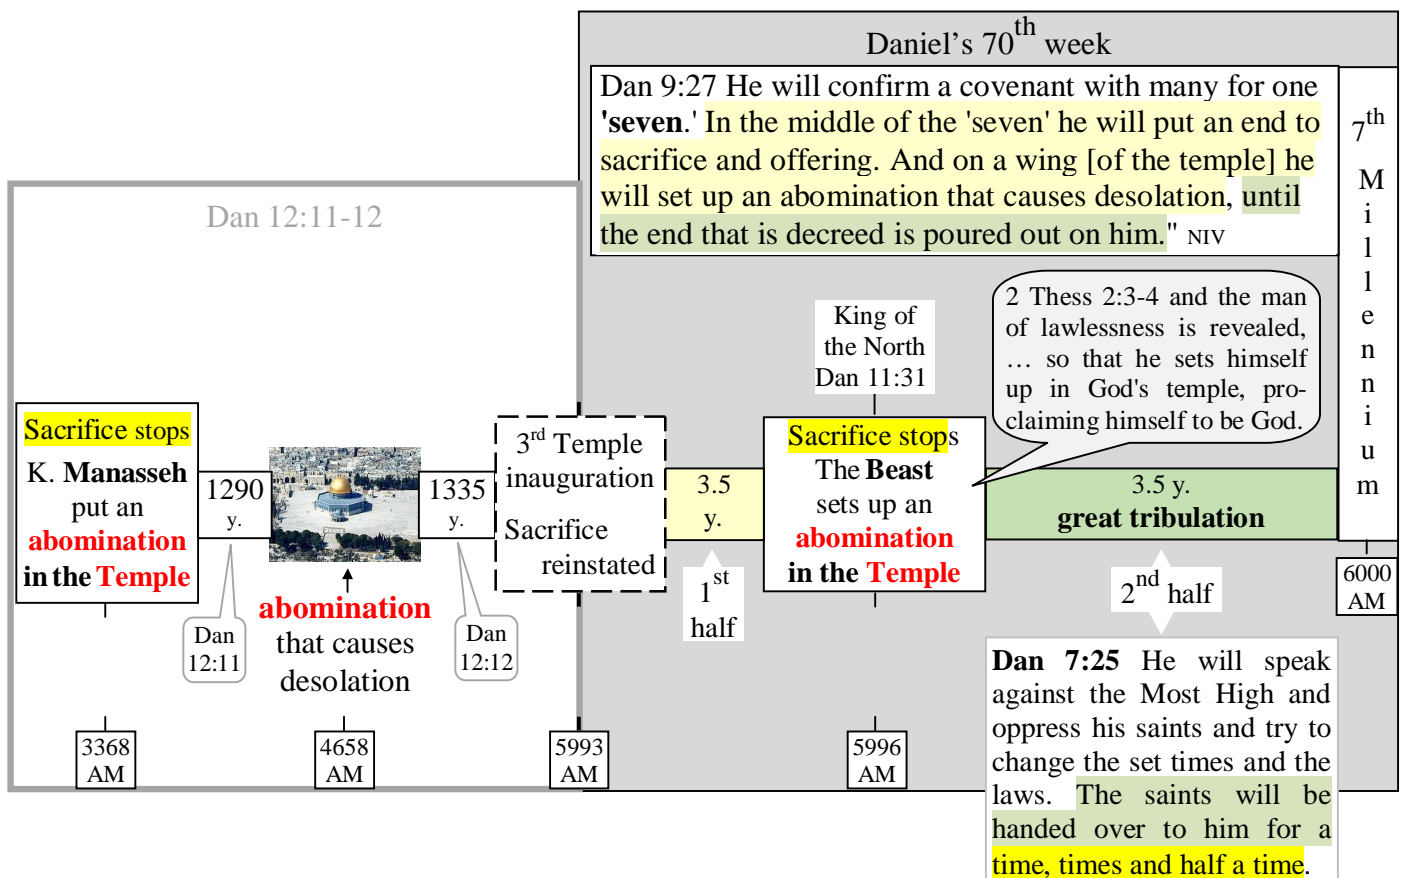 Daniel's 70th week
Dan 9:27 He will confirm a covenant with many for one
'seven.' In the middle of the 'seven' he will put an end to
sacrifice and offering. And on a wing [of the temple] he
will set up an abomination that causes desolation, until
the end that is decreed is poured out on him." NIV
7th
M
i
l
l
e
n
n
i
u
m
Dan 12:11-12
King of
the North
Dan 11:31
2 Thess 2:3-4 and the man
of lawlessness is revealed,
… so that he sets himself
up in God's temple, pro-
claiming himself to be God.
Sacrifice stops
K. Manasseh
put an
abomination
in the Temple
1290
y.
1335
y.
3rd Temple
inauguration
Sacrifice
reinstated
3.5
y.
Sacrifice stops
The Beast
sets up an
abomination
in the Temple
3.5 y.
great tribulation
6000
AM
Dan
12:11
abomination
that causes
desolation
Dan
12:12
1st
half
2nd half
Dan 7:25 He will speak
against the Most High and
oppress his saints and try to
change the set times and the
laws. The saints will be
handed over to him for a
time, times and half a time.
3368
AM
4658
AM
5993
AM
5996
AM